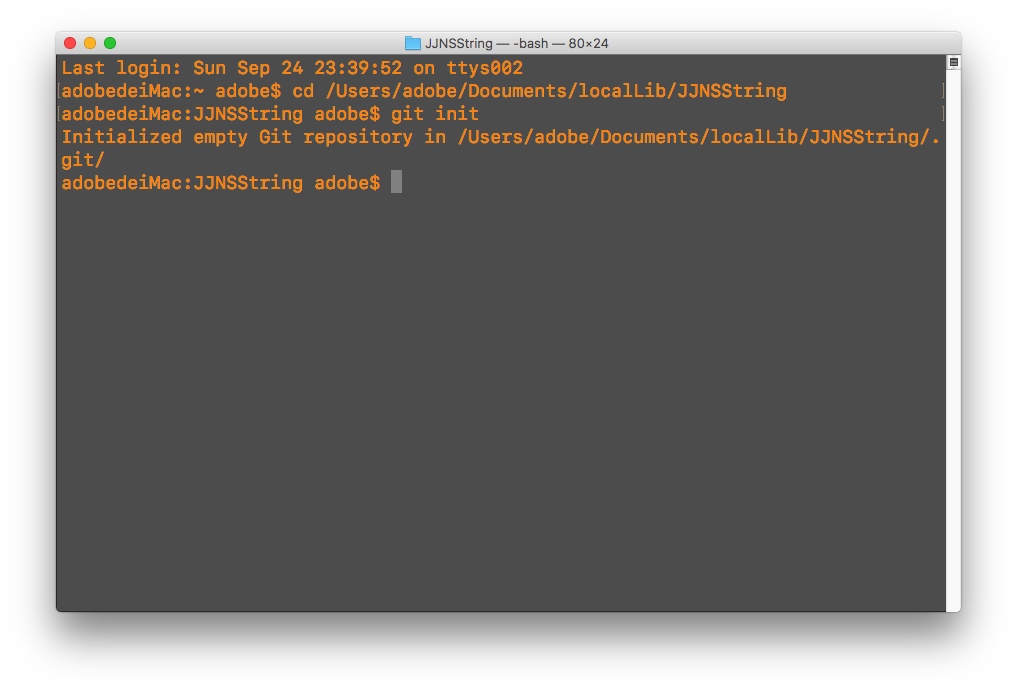 JJNSString — -bash — 80×24
Last login: Sun Sep 24 23:39:52 on ttys002
[adobedeiMac:~ adobe$ cd /Users/adobe/Documents/localLib/JJNSString ]
[adobedeiMac:JJNSString adobe$ git init ]
Initialized empty Git repository in /Users/adobe/Documents/localLib/JJNSString/.
git/
adobedeiMac:JJNSString adobe$